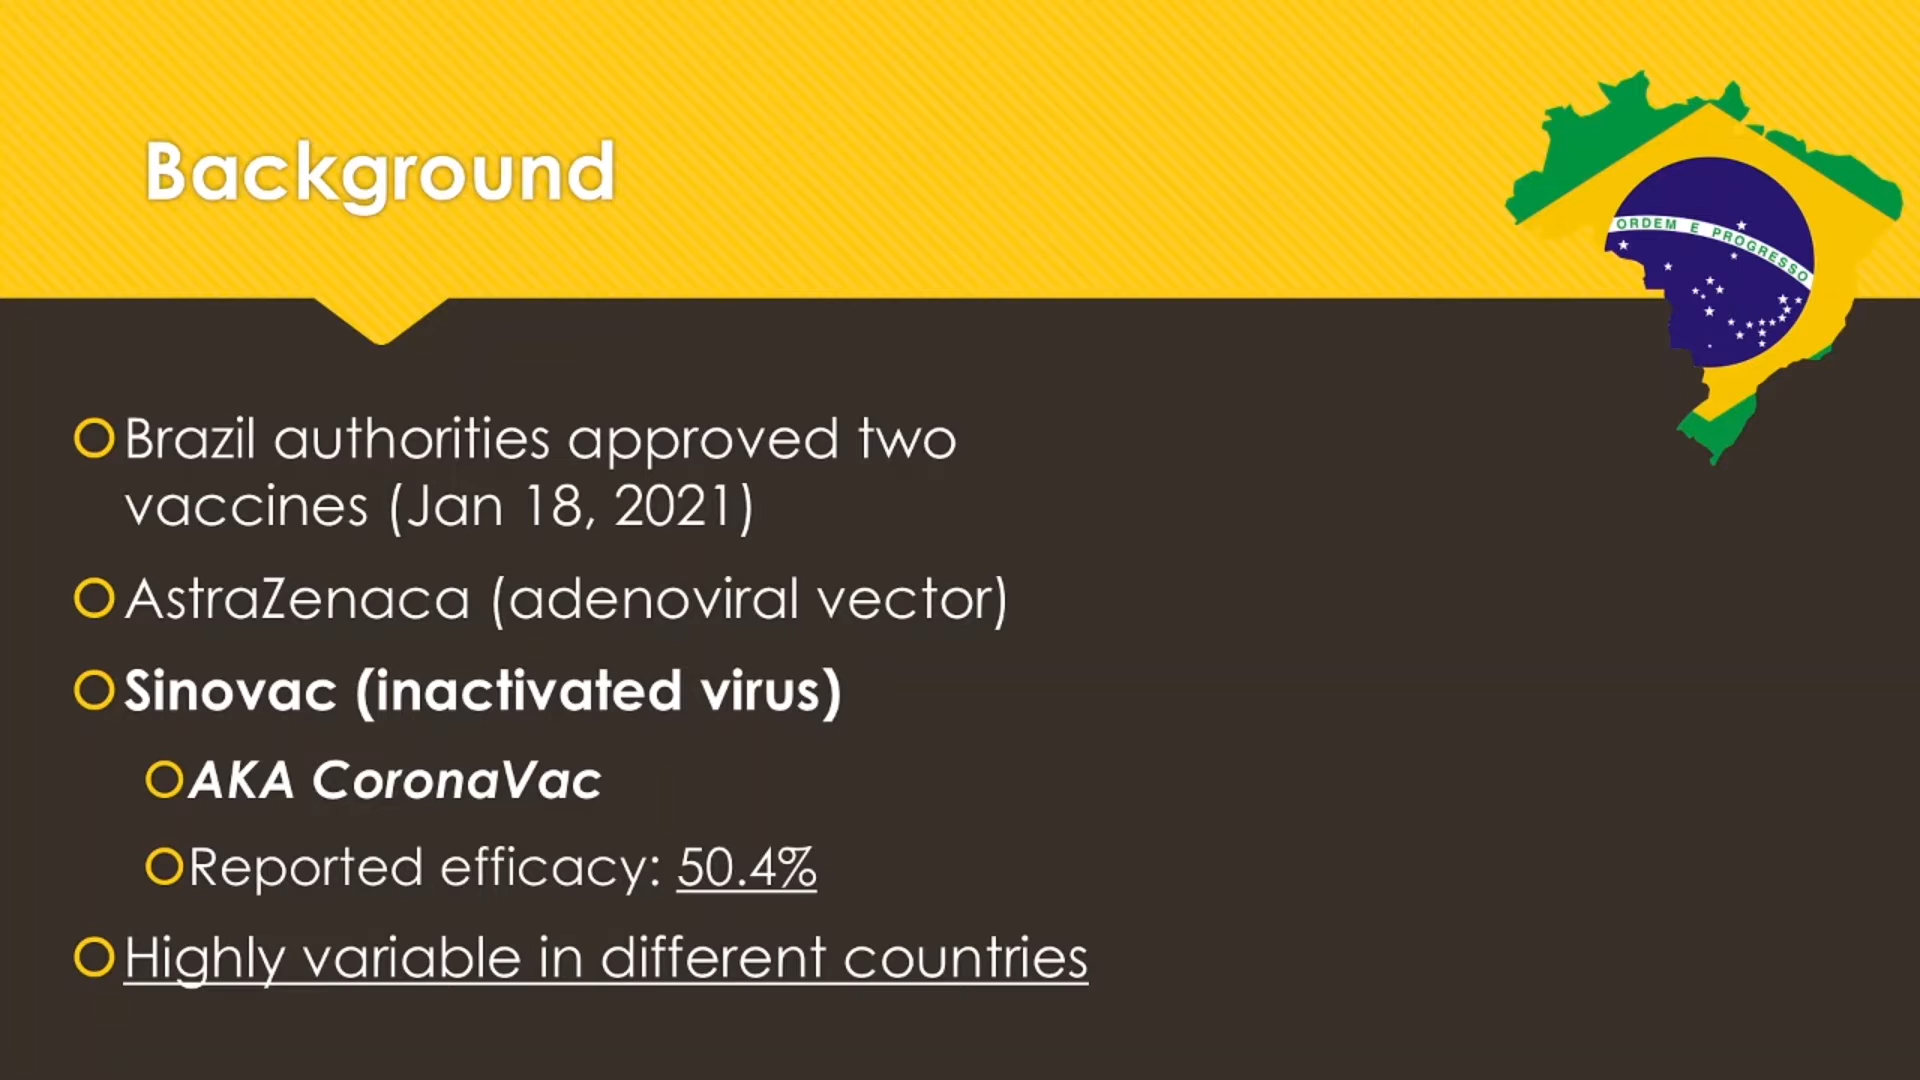 Background
ORDEM E PROGRESSO
Brazil authorities approved two
vaccines (Jan 18, 2021)
AstraZenaca (adenoviral vector)
Sinovac (inactivated virus)
AKA CoronaVac
Reported efficacy: 50.4%
Highly variable in different countries